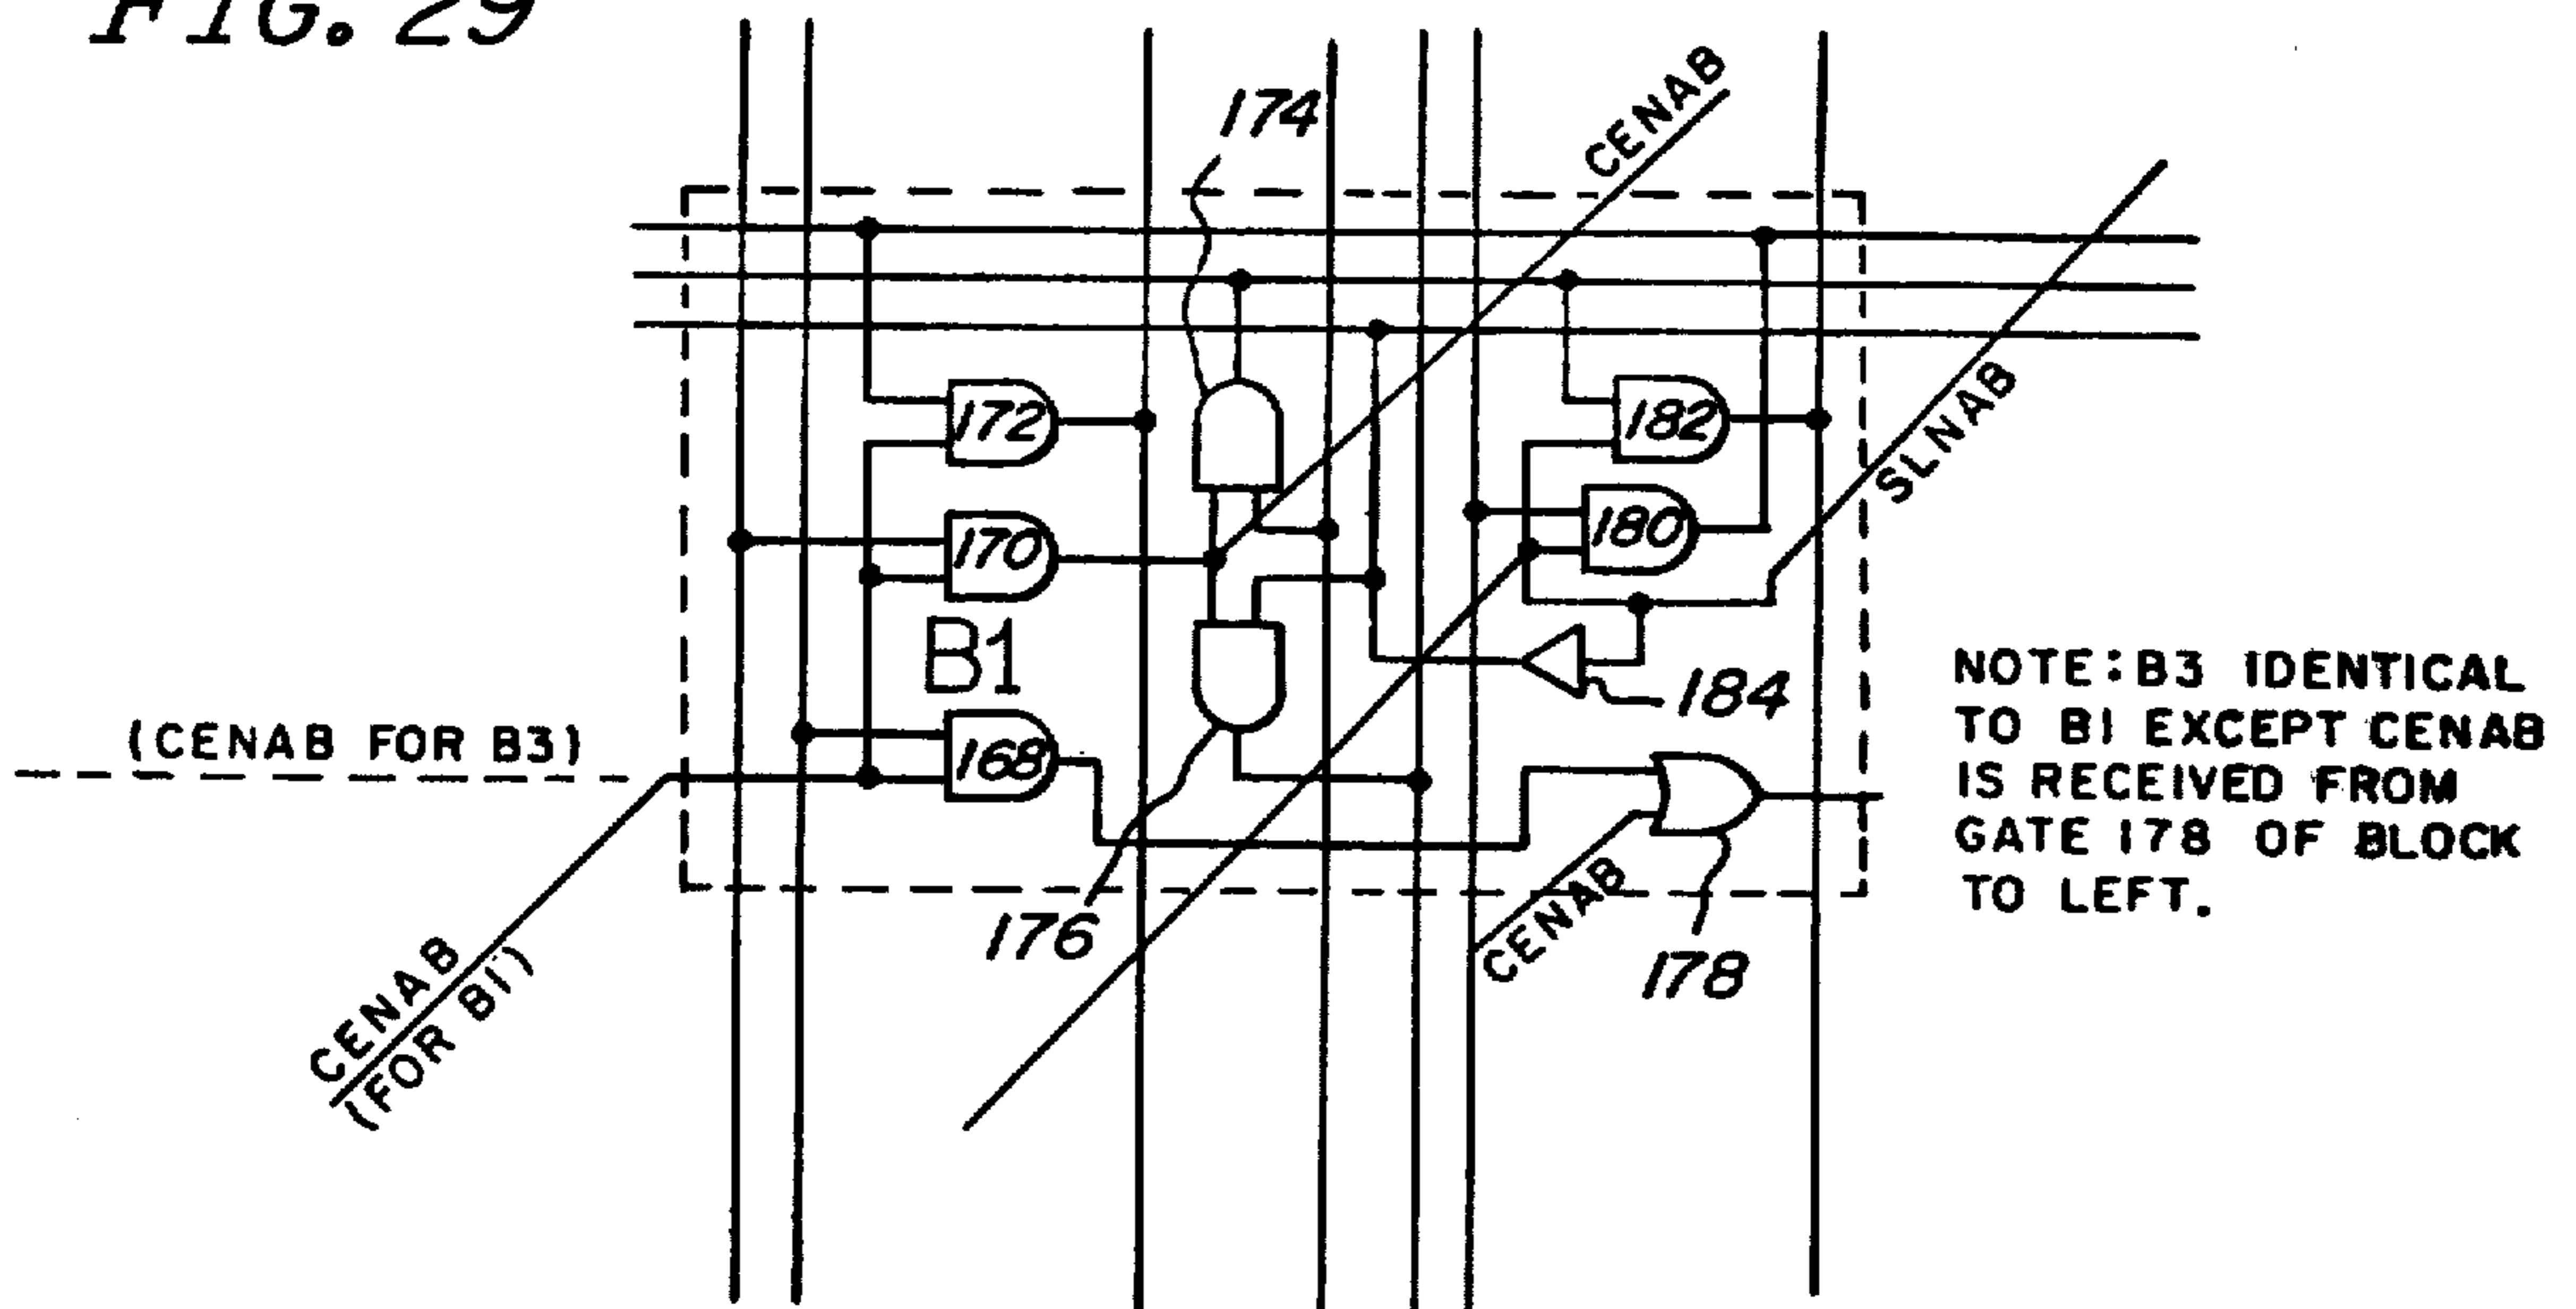 FIG. 29
174
CENAB
172
182
SLNAB
170
180
B1
184
(CENAB FOR B3)
168
NOTE: B3 IDENTICAL
TO B1 EXCEPT CENAB
IS RECEIVED FROM
GATE 178 OF BLOCK
TO LEFT.
176
CENAB
178
CENAB
(FOR B1)